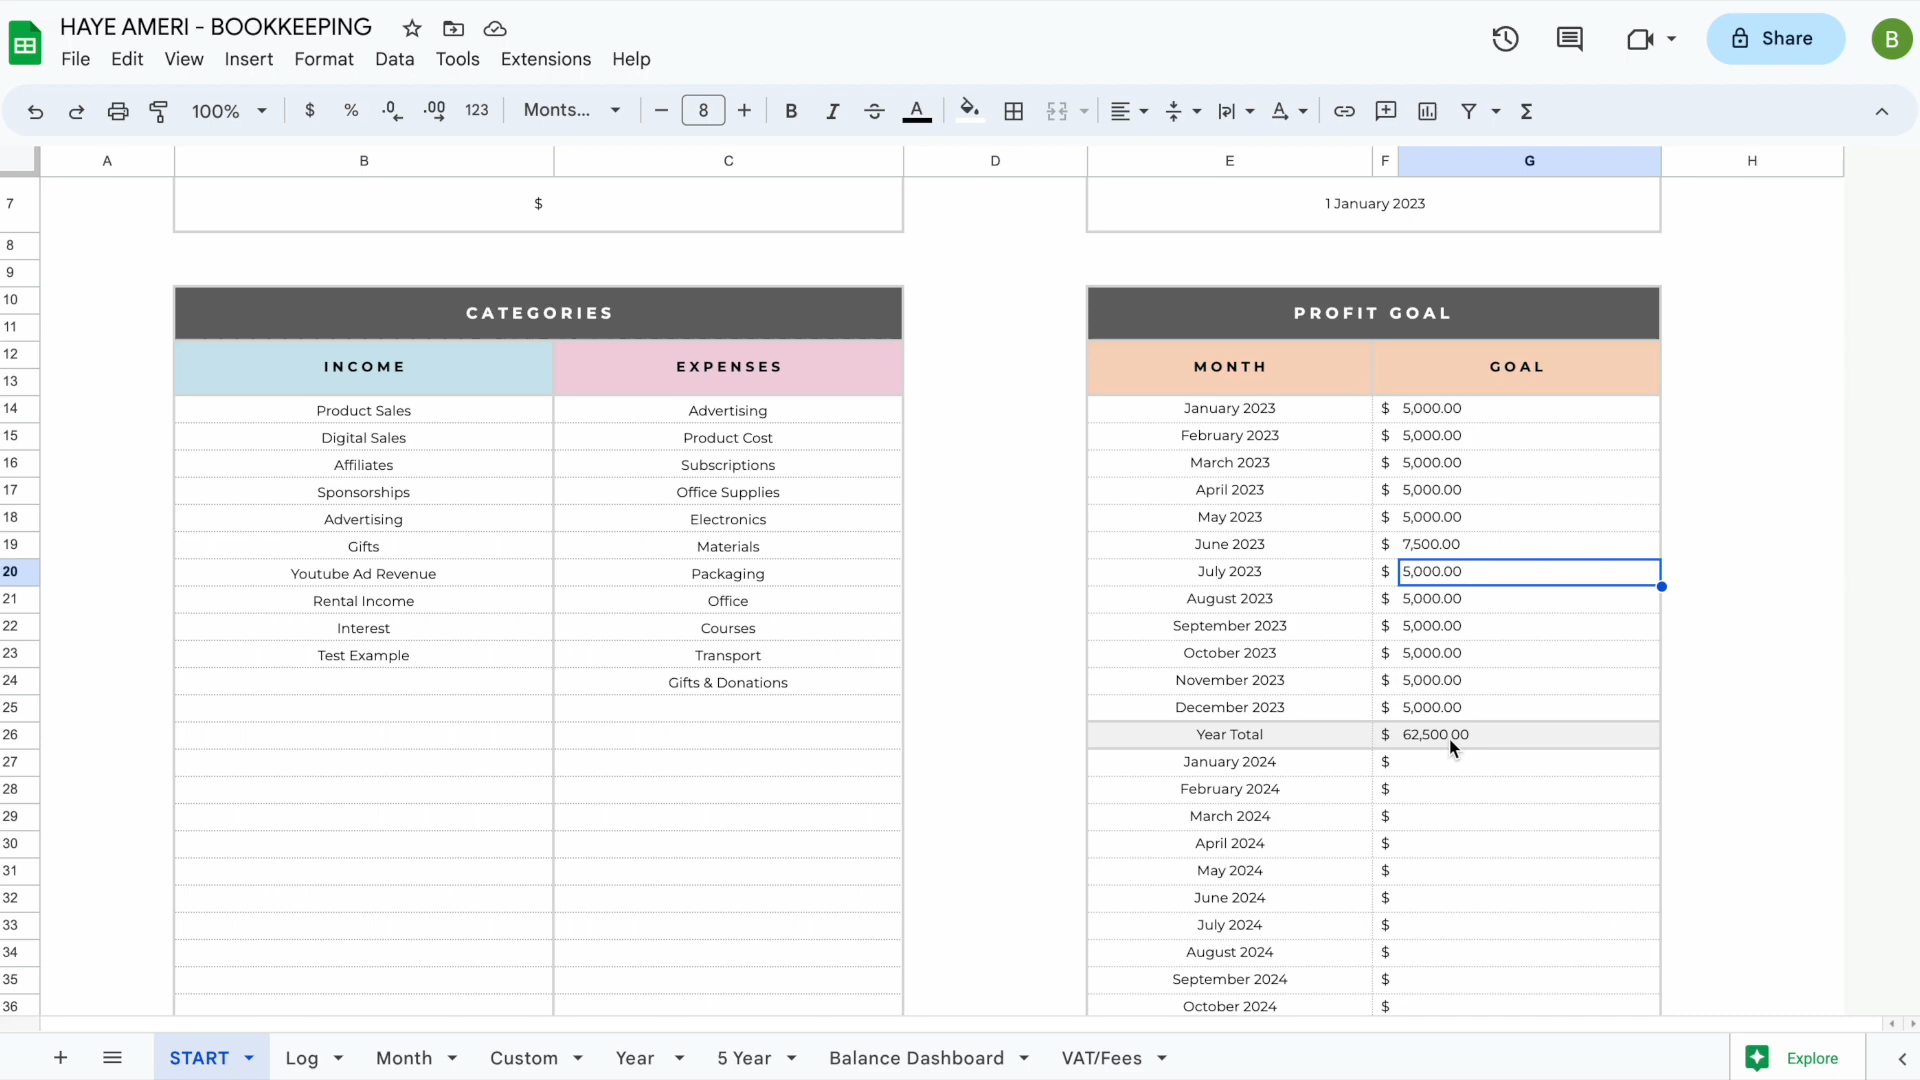 HAYE AMERI - BOOKKEEPING
File Edit View Insert Format Data Tools Extensions Help
Share
B
100% $ % .0 .00 123 Monts... 8 B I S A Σ
A B C D E F G H
7 $ 1 January 2023
8
9
10 CATEGORIES PROFIT GOAL
11
12 INCOME EXPENSES MONTH GOAL
13
14 Product Sales Advertising January 2023 $ 5,000.00
15 Digital Sales Product Cost February 2023 $ 5,000.00
16 Affiliates Subscriptions March 2023 $ 5,000.00
17 Sponsorships Office Supplies April 2023 $ 5,000.00
18 Advertising Electronics May 2023 $ 5,000.00
19 Gifts Materials June 2023 $ 7,500.00
20 Youtube Ad Revenue Packaging July 2023 $ 5,000.00
21 Rental Income Office August 2023 $ 5,000.00
22 Interest Courses September 2023 $ 5,000.00
23 Test Example Transport October 2023 $ 5,000.00
24 Gifts & Donations November 2023 $ 5,000.00
25 December 2023 $ 5,000.00
26 Year Total $ 62,500.00
27 January 2024 $
28 February 2024 $
29 March 2024 $
30 April 2024 $
31 May 2024 $
32 June 2024 $
33 July 2024 $
34 August 2024 $
35 September 2024 $
36 October 2024 $
START Log Month Custom Year 5 Year Balance Dashboard VAT/Fees Explore